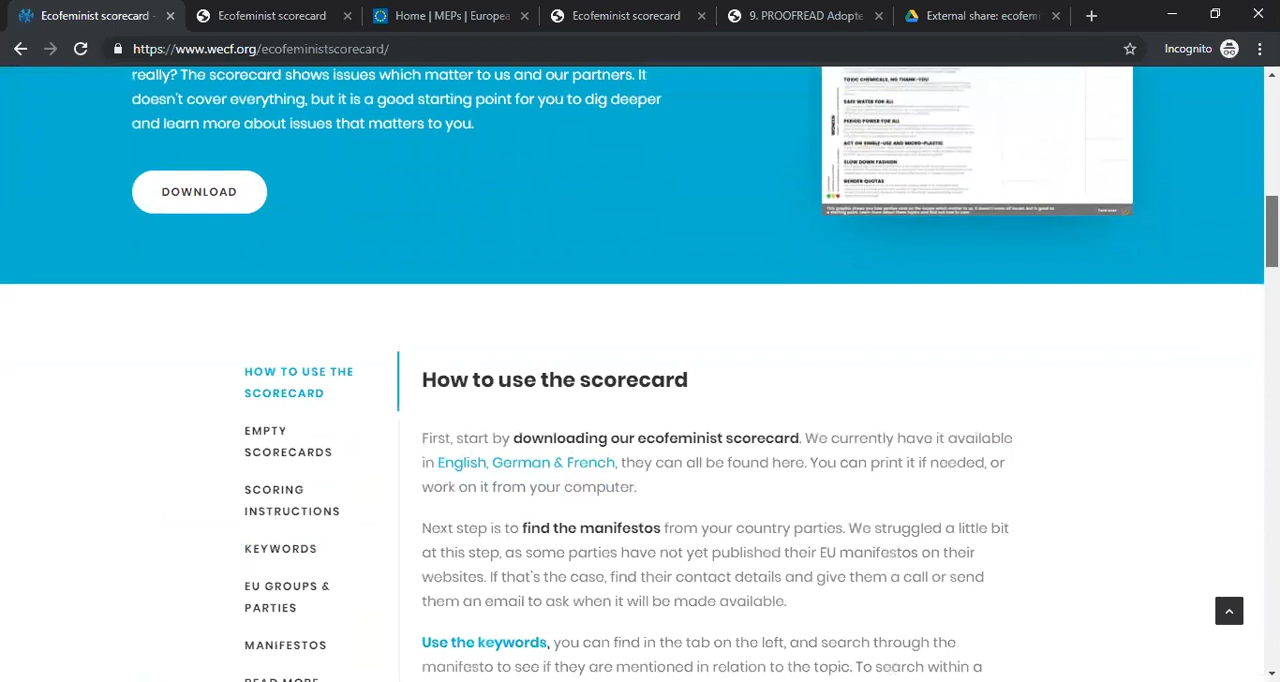 Ecofeminist scorecard -
Ecofeminist scorecard
Home | MEPs | Europea
Ecofeminist scorecard
9. PROOFREAD Adopte
External share: ecofemi
https://www.wecf.org/ecofeministscorecard/
Incognito
really? The scorecard shows issues which matter to us and our partners. It
doesn't cover everything, but it is a good starting point for you to dig deeper
and learn more about issues that matters to you.
DOWNLOAD
TOXIC CHEMICALS, NO THANK-YOU
SAFE WATER FOR ALL
PERIOD POWER FOR ALL
ACT ON SINGLE-USE AND MICRO-PLASTIC
SLOW DOWN FASHION
GENDER QUOTAS
WOMEN
HOW TO USE THE
SCORECARD
EMPTY
SCORECARDS
SCORING
INSTRUCTIONS
KEYWORDS
EU GROUPS &
PARTIES
MANIFESTOS
READ MORE
How to use the scorecard
First, start by downloading our ecofeminist scorecard. We currently have it available
in English, German & French, they can all be found here. You can print it if needed, or
work on it from your computer.
Next step is to find the manifestos from your country parties. We struggled a little bit
at this step, as some parties have not yet published their EU manifestos on their
websites. If that's the case, find their contact details and give them a call or send
them an email to ask when it will be made available.
Use the keywords, you can find in the tab on the left, and search through the
manifesto to see if they are mentioned in relation to the topic. To search within a